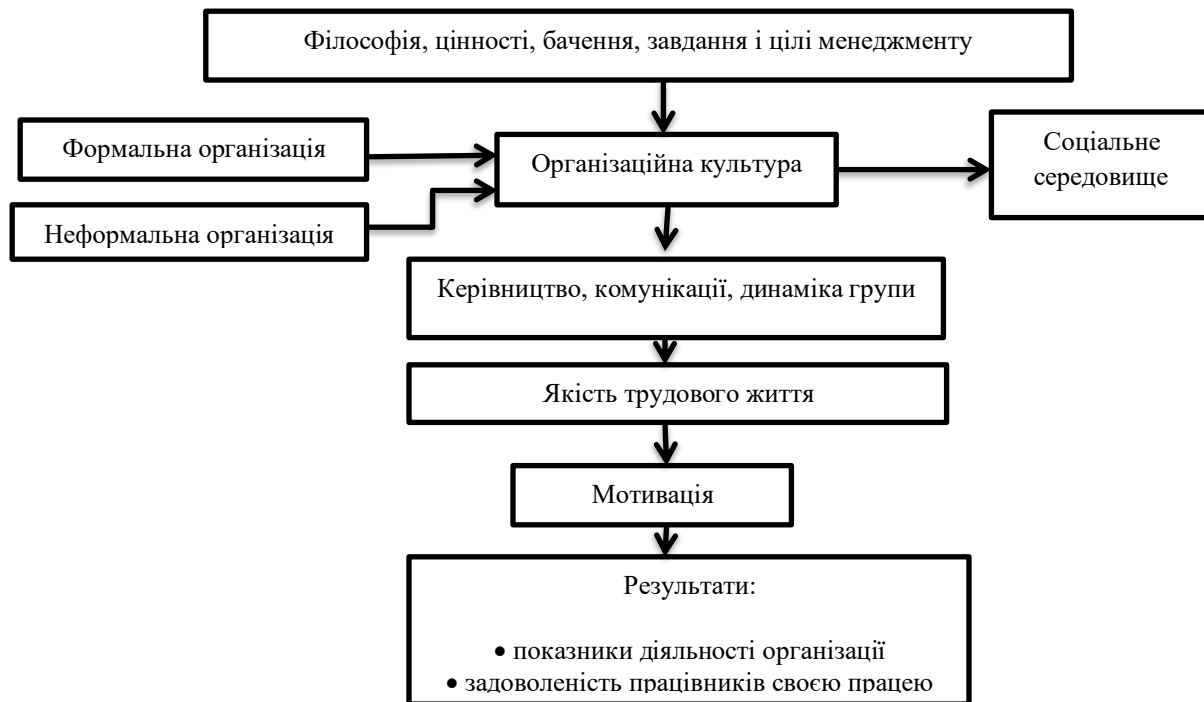 Філософія, цінності, бачення, завдання і цілі менеджменту
Формальна організація
Організаційна культура
Соціальне
середовище
Неформальна організація
Керівництво, комунікації, динаміка групи
Якість трудового життя
Мотивація
Результати:
• показники діяльності організації
• задоволеність працівників своєю працею